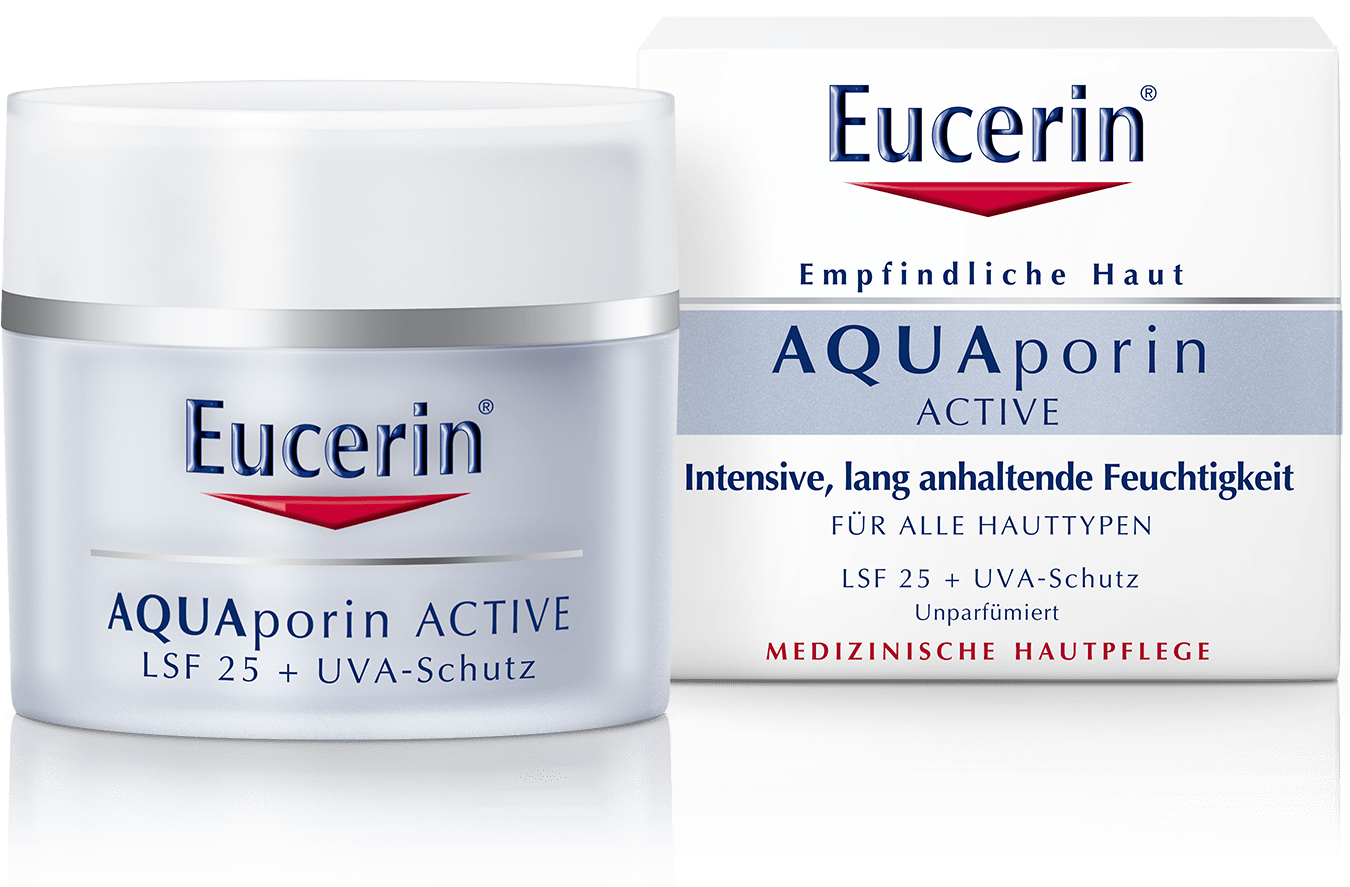 Eucerin®
AQUAporin ACTIVE
LSF 25 + UVA-Schutz
Eucerin®
Empfindliche Haut
AQUAporin
ACTIVE
Intensive, lang anhaltende Feuchtigkeit
FÜR ALLE HAUTTYPEN
LSF 25 + UVA-Schutz
Unparfümiert
MEDIZINISCHE HAUTPFLEGE